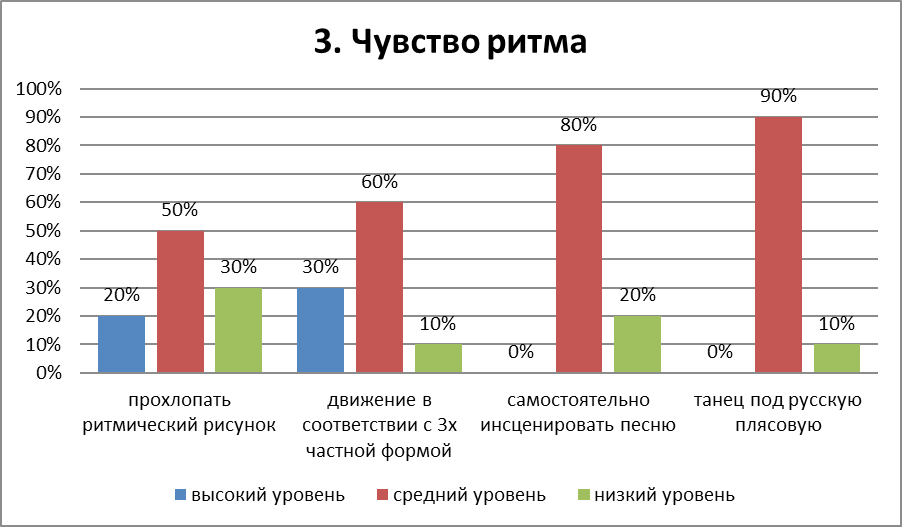 3. Чувство ритма
100%
90%
80%
70%
60%
50%
40%
30%
20%
10%
0%
20%
50%
30%
30%
60%
10%
0%
80%
20%
0%
90%
10%
прохлопать
ритмический рисунок
движение в
соответствии с 3х
частной формой
самостоятельно
инсценировать песню
танец под русскую
плясовую
высокий уровень
средний уровень
низкий уровень